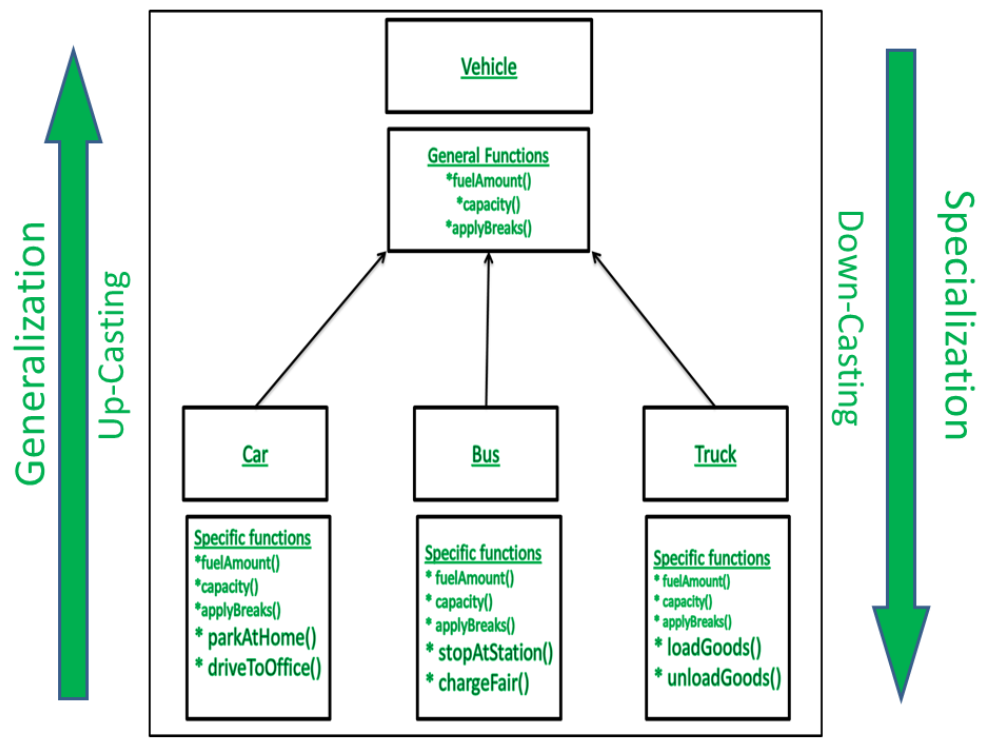 Generalization
Up-Casting
Vehicle
General Functions
*fuelAmount()
*capacity()
*applyBreaks()
Car
Specific functions
*fuelAmount()
*capacity()
*applyBreaks()
* parkAtHome()
* driveToOffice()
Bus
Specific functions
* fuelAmount()
* capacity()
* applyBreaks()
* stopAtStation()
* chargeFair()
Truck
Specific functions
* fuelAmount()
* capacity()
* applyBreaks()
* loadGoods()
* unloadGoods()
Down-Casting
Specialization